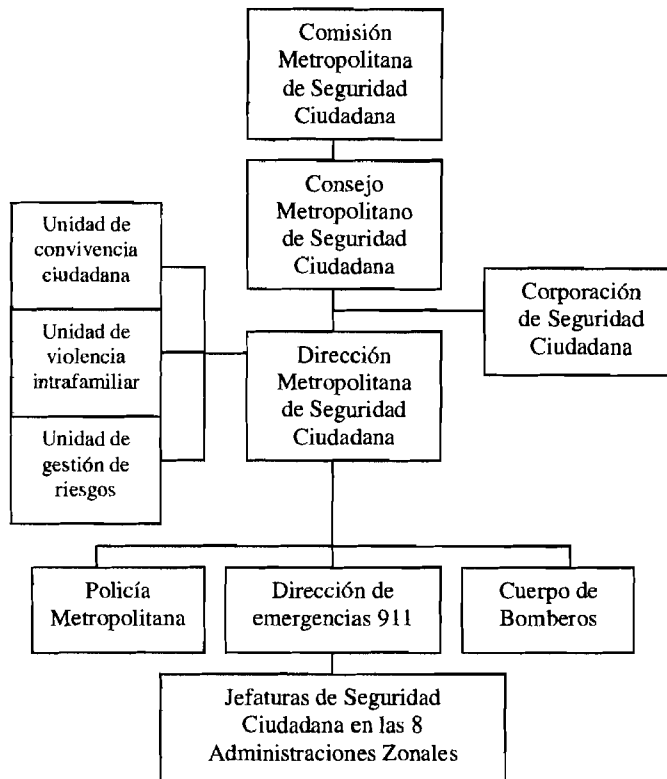 Comisión
Metropolitana
de Seguridad
Ciudadana
Consejo
Metropolitano
de Seguridad
Ciudadana
Unidad de
convivencia
ciudadana
Unidad de
violencia
intrafamiliar
Unidad de
gestión de
riesgos
Corporación
de Seguridad
Ciudadana
Dirección
Metropolitana
de Seguridad
Ciudadana
Policía
Metropolitana
Dirección de
emergencias 911
Cuerpo de
Bomberos
Jefaturas de Seguridad
Ciudadana en las 8
Administraciones Zonales